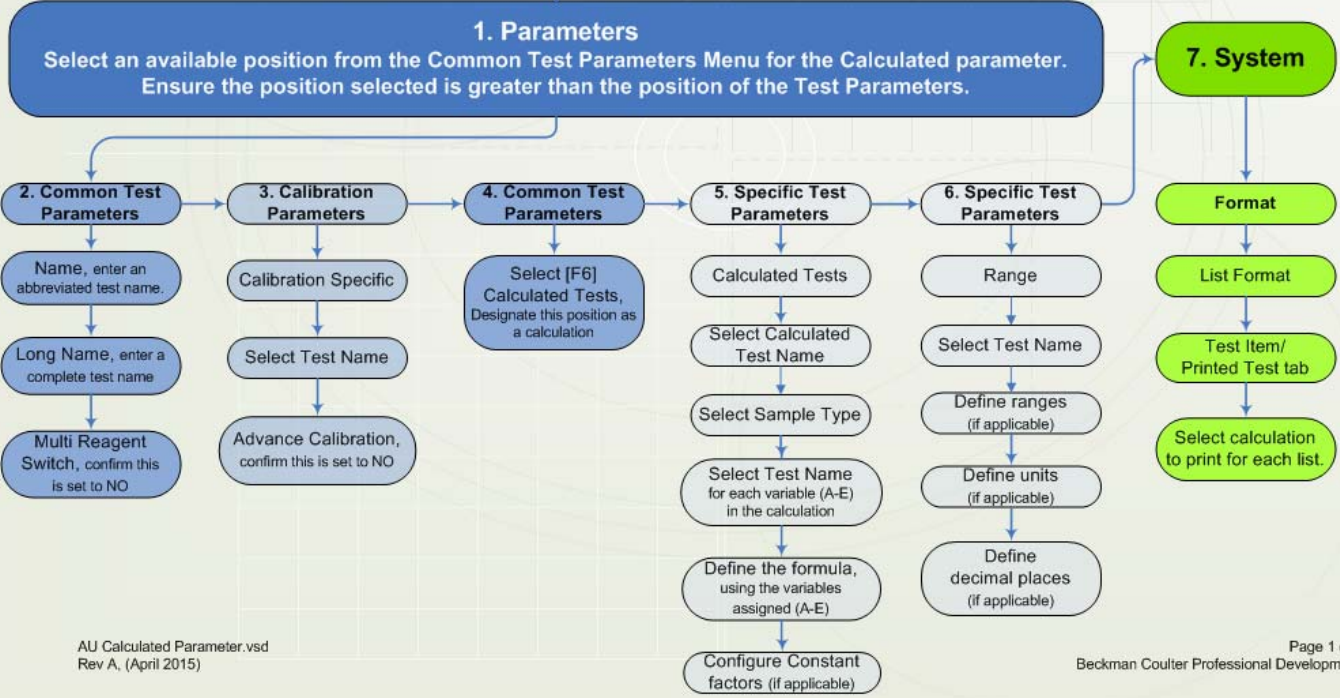 1. Parameters
Select an available position from the Common Test Parameters Menu for the Calculated parameter.
Ensure the position selected is greater than the position of the Test Parameters.
2. Common Test
Parameters
Name, enter an
abbreviated test name.
Long Name, enter a
complete test name
Multi Reagent
Switch, confirm this
is set to NO
3. Calibration
Parameters
Calibration Specific
Select Test Name
Advance Calibration,
confirm this is set to NO
4. Common Test
Parameters
Select [F6]
Calculated Tests,
Designate this position as
a calculation
5. Specific Test
Parameters
Calculated Tests
Select Calculated
Test Name
Select Sample Type
Select Test Name
for each variable (A-E)
in the calculation
Define the formula,
using the variables
assigned (A-E)
Configure Constant
factors (if applicable)
6. Specific Test
Parameters
Range
Select Test Name
Define ranges
(if applicable)
Define units
(if applicable)
Define
decimal places
(if applicable)
7. System
Format
List Format
Test Item/
Printed Test tab
Select calculation
to print for each list.
AU Calculated Parameter.vsd
Rev A, (April 2015)
Page 1
Beckman Coulter Professional